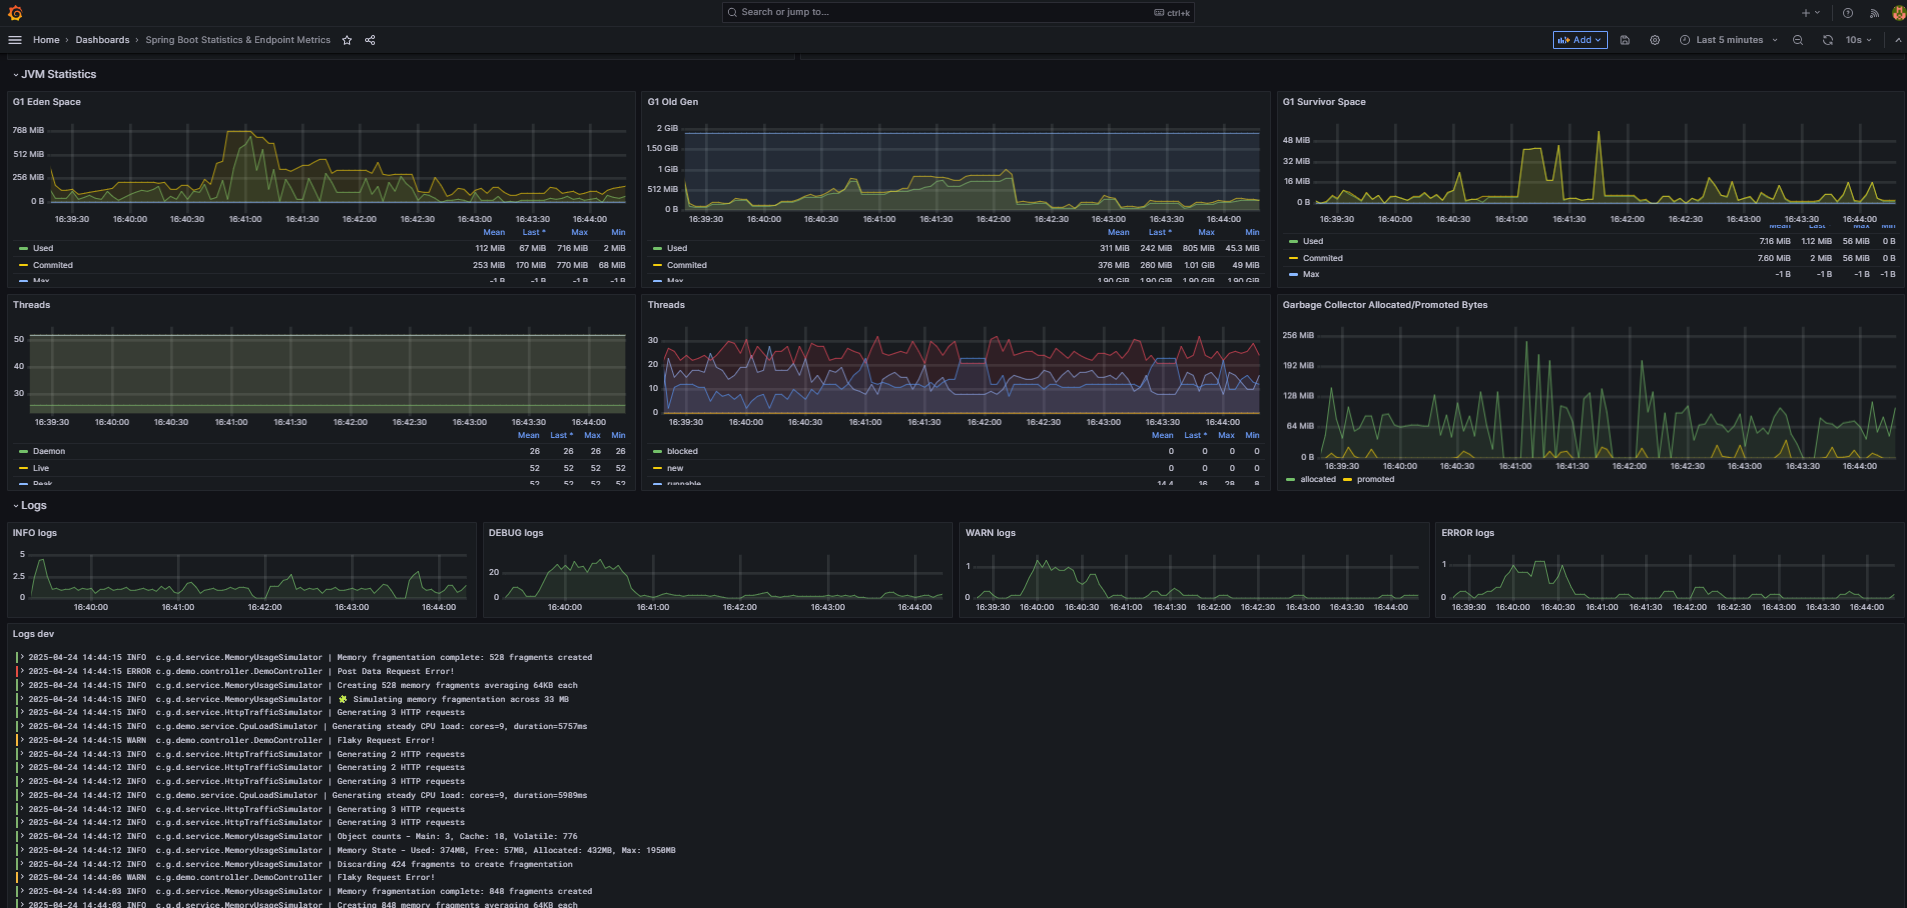 Search or jump to...
ctrl+k
Home › Dashboards › Spring Boot Statistics & Endpoint Metrics
Add
Last 5 minutes
10s
JVM Statistics
G1 Eden Space
768 MiB
512 MiB
256 MiB
0 B
16:39:30 16:40:00 16:40:30 16:41:00 16:41:30 16:42:00 16:42:30 16:43:00 16:43:30 16:44:00
Mean Last * Max Min
Used 112 MiB 67 MiB 716 MiB 2 MiB
Commited 253 MiB 170 MiB 770 MiB 68 MiB
Max -1 B -1 B -1 B -1 B
G1 Old Gen
2 GiB
1.50 GiB
1 GiB
512 MiB
0 B
16:39:30 16:40:00 16:40:30 16:41:00 16:41:30 16:42:00 16:42:30 16:43:00 16:43:30 16:44:00
Mean Last * Max Min
Used 311 MiB 242 MiB 805 MiB 45.3 MiB
Commited 376 MiB 260 MiB 1.01 GiB 49 MiB
Max 1.90 GiB 1.90 GiB 1.90 GiB 1.90 GiB
G1 Survivor Space
48 MiB
32 MiB
16 MiB
0 B
16:39:30 16:40:00 16:40:30 16:41:00 16:41:30 16:42:00 16:42:30 16:43:00 16:43:30 16:44:00
Mean Last Max Min
Used 7.16 MiB 1.12 MiB 56 MiB 0 B
Commited 7.60 MiB 2 MiB 56 MiB 0 B
Max -1 B -1 B -1 B -1 B
Threads
50
40
30
16:39:30 16:40:00 16:40:30 16:41:00 16:41:30 16:42:00 16:42:30 16:43:00 16:43:30 16:44:00
Mean Last * Max Min
Daemon 26 26 26 26
Live 52 52 52 52
Peak 52 52 52 52
Threads
30
20
10
0
16:39:30 16:40:00 16:40:30 16:41:00 16:41:30 16:42:00 16:42:30 16:43:00 16:43:30 16:44:00
Mean Last * Max Min
blocked 0 0 0 0
new 0 0 0 0
runnable 14.4 16 28 8
Garbage Collector Allocated/Promoted Bytes
256 MiB
192 MiB
128 MiB
64 MiB
0 B
16:39:30 16:40:00 16:40:30 16:41:00 16:41:30 16:42:00 16:42:30 16:43:00 16:43:30 16:44:00
allocated promoted
Logs
INFO logs
5
2.5
0
16:40:00 16:41:00 16:42:00 16:43:00 16:44:00
DEBUG logs
20
0
16:40:00 16:41:00 16:42:00 16:43:00 16:44:00
WARN logs
1
0
16:39:30 16:40:00 16:40:30 16:41:00 16:41:30 16:42:00 16:42:30 16:43:00 16:43:30 16:44:00
ERROR logs
1
0
16:39:30 16:40:00 16:40:30 16:41:00 16:41:30 16:42:00 16:42:30 16:43:00 16:43:30 16:44:00
Logs dev
2025-04-24 14:44:15 INFO c.g.d.service.MemoryUsageSimulator | Memory fragmentation complete: 528 fragments created
2025-04-24 14:44:15 ERROR c.g.demo.controller.DemoController | Post Data Request Error!
2025-04-24 14:44:15 INFO c.g.d.service.MemoryUsageSimulator | Creating 528 memory fragments averaging 64KB each
2025-04-24 14:44:15 INFO c.g.d.service.MemoryUsageSimulator | Simulating memory fragmentation across 33 MB
2025-04-24 14:44:15 INFO c.g.d.service.HttpTrafficSimulator | Generating 3 HTTP requests
2025-04-24 14:44:15 INFO c.g.demo.service.CpuLoadSimulator | Generating steady CPU load: cores=9, duration=5757ms
2025-04-24 14:44:15 WARN c.g.demo.controller.DemoController | Flaky Request Error!
2025-04-24 14:44:13 INFO c.g.d.service.HttpTrafficSimulator | Generating 2 HTTP requests
2025-04-24 14:44:12 INFO c.g.d.service.HttpTrafficSimulator | Generating 2 HTTP requests
2025-04-24 14:44:12 INFO c.g.d.service.HttpTrafficSimulator | Generating 3 HTTP requests
2025-04-24 14:44:12 INFO c.g.demo.service.CpuLoadSimulator | Generating steady CPU load: cores=9, duration=5989ms
2025-04-24 14:44:12 INFO c.g.d.service.HttpTrafficSimulator | Generating 3 HTTP requests
2025-04-24 14:44:12 INFO c.g.d.service.HttpTrafficSimulator | Generating 3 HTTP requests
2025-04-24 14:44:12 INFO c.g.d.service.MemoryUsageSimulator | Object counts - Main: 3, Cache: 18, Volatile: 776
2025-04-24 14:44:12 INFO c.g.d.service.MemoryUsageSimulator | Memory State - Used: 374MB, Free: 57MB, Allocated: 432MB, Max: 1950MB
2025-04-24 14:44:12 INFO c.g.d.service.MemoryUsageSimulator | Discarding 424 fragments to create fragmentation
2025-04-24 14:44:06 WARN c.g.demo.controller.DemoController | Flaky Request Error!
2025-04-24 14:44:03 INFO c.g.d.service.MemoryUsageSimulator | Memory fragmentation complete: 848 fragments created
2025-04-24 14:44:03 INFO c.g.d.service.MemoryUsageSimulator | Creating 848 memory fragments averaging 64KB each